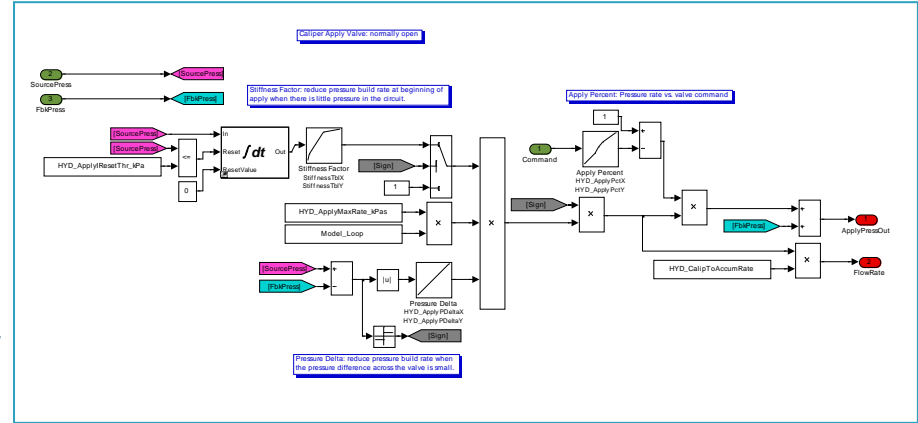 Caliper Apply Valve: normally open
2
SourcePress
[SourcePress]
3
FbkPress
[FbkPress]
Stiffness Factor: reduce pressure build rate at beginning of
apply when there is little pressure in the circuit.
Apply Percent: Pressure rate vs. valve command
[SourcePress]
[SourcePress]
HYD_ApplyIResetThr_kPa
<=
0
In
Reset
ResetValue
∫dt
Out
Stiffness Factor
StiffnessTblX
StiffnessTblY
[Sign]
1
HYD_ApplyMaxRate_kPas
Model_Loop
×
×
1
Command
Apply Percent
HYD_ApplyPctX
HYD_ApplyPctY
1
+
−
[Sign]
×
×
[FbkPress]
+
+
1
ApplyPressOut
HYD_CalipToAccumRate
×
2
FlowRate
[SourcePress]
[FbkPress]
+
−
|u|
Pressure Delta
HYD_ApplyPDeltaX
HYD_ApplyPDeltaY
[Sign]
Pressure Delta: reduce pressure build rate when
the pressure difference across the valve is small.